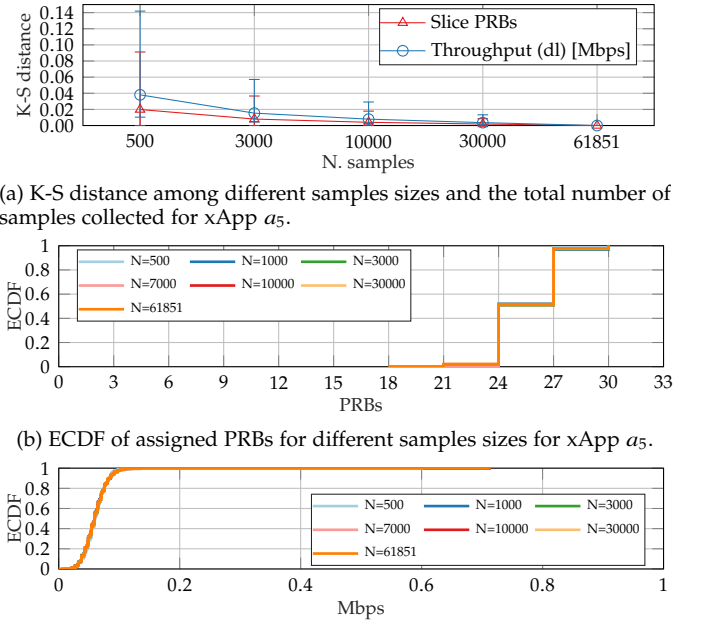 0.14
0.12
0.10
0.08
0.06
0.04
0.02
0.00
K-S distance
Slice PRBs
Throughput (dl) [Mbps]
500 3000 10000 30000 61851
N. samples
(a) K-S distance among different samples sizes and the total number of
samples collected for xApp a5.
1
0.8
0.6
0.4
0.2
0
ECDF
N=500 N=1000 N=3000
N=7000 N=10000 N=30000
N=61851
0 3 6 9 12 15 18 21 24 27 30 33
PRBs
(b) ECDF of assigned PRBs for different samples sizes for xApp a5.
1
0.8
0.6
0.4
0.2
0
ECDF
N=500 N=1000 N=3000
N=7000 N=10000 N=30000
N=61851
0 0.2 0.4 0.6 0.8 1
Mbps